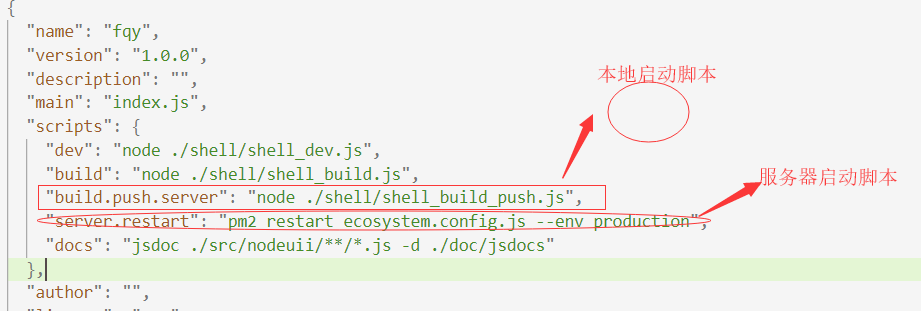 {
"name": "fqy",
"version": "1.0.0",
"description": "",
"main": "index.js",
"scripts": {
"dev": "node ./shell/shell_dev.js",
"build": "node ./shell/shell_build.js",
"build.push.server": "node ./shell/shell_build_push.js",
"server.restart": "pm2 restart ecosystem.config.js --env production",
"docs": "jsdoc ./src/nodeuii/**/*.js -d ./doc/jsdocs"
},
"author": "",
本地启动脚本
服务器启动脚本